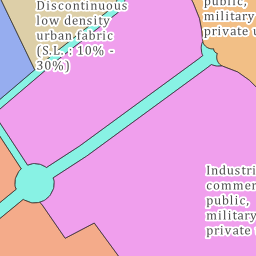 Discontinuous
low density
urban fabric
(S.L.: 10% -
30%)
public,
military
private u
Industri
commer
public,
military
private u